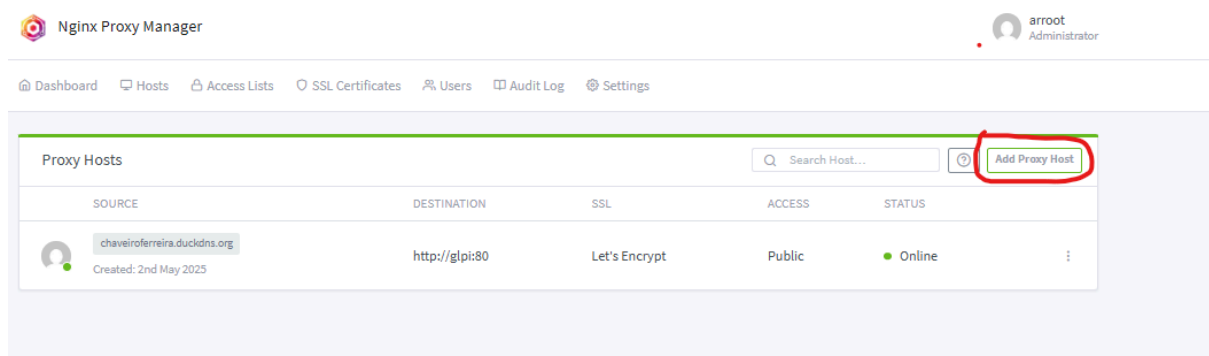 Nginx Proxy Manager
arroot
Administrator
Dashboard Hosts Access Lists SSL Certificates Users Audit Log Settings
Proxy Hosts
Search Host...
Add Proxy Host
SOURCE DESTINATION SSL ACCESS STATUS
chaveiroferreira.duckdns.org
Created: 2nd May 2025
http://glpi:80 Let's Encrypt Public Online